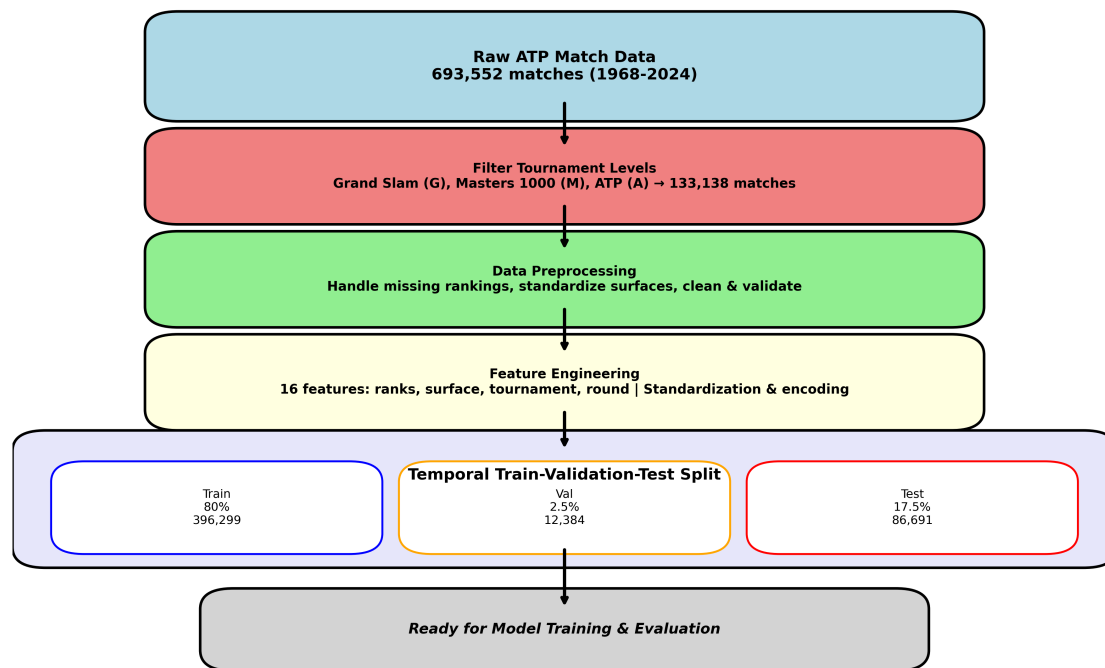 Raw ATP Match Data
693,552 matches (1968-2024)
Filter Tournament Levels
Grand Slam (G), Masters 1000 (M), ATP (A) → 133,138 matches
Data Preprocessing
Handle missing rankings, standardize surfaces, clean & validate
Feature Engineering
16 features: ranks, surface, tournament, round | Standardization & encoding
Temporal Train-Validation-Test Split
Train
80%
396,299
Val
2.5%
12,384
Test
17.5%
86,691
Ready for Model Training & Evaluation